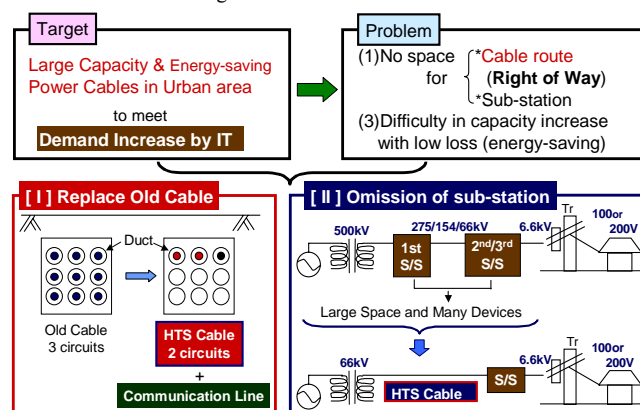 Target
Large Capacity & Energy-saving
Power Cables in Urban area
to meet
Demand Increase by IT
Problem
(1)No space
for
*Cable route
(Right of Way)
*Sub-station
(3)Difficulty in capacity increase
with low loss (energy-saving)
[ I ] Replace Old Cable
Duct
Old Cable
3 circuits
HTS Cable
2 circuits
+
Communication Line
[ II ] Omission of sub-station
500kV
275/154/66kV
6.6kV
Tr
100or
200V
1st
S/S
2nd/3rd
S/S
Large Space and Many Devices
66kV
HTS Cable
S/S
6.6kV
Tr
100or
200V